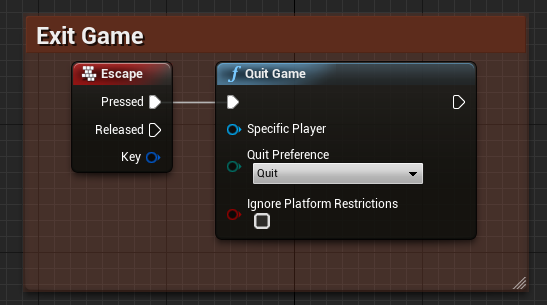 Exit Game
Escape
Pressed
Released
Key
f Quit Game
Specific Player
Quit Preference
Quit
Ignore Platform Restrictions